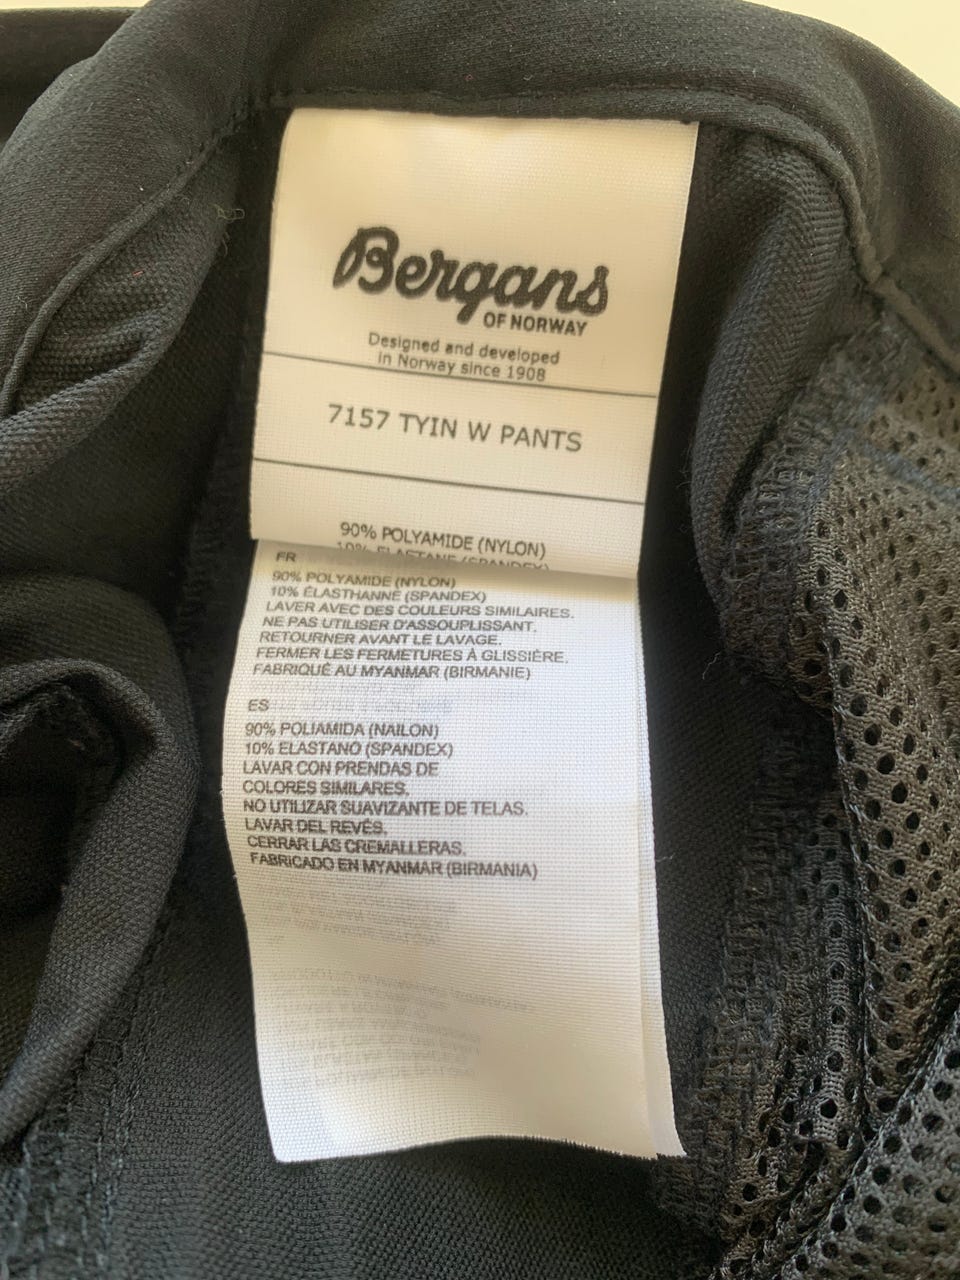 Bergans
OF NORWAY
Designed and developed
in Norway since 1908
7157 TYIN W PANTS
90% POLYAMIDE (NYLON)
10% ELASTANE (SPANDEX)
FR
90% POLYAMIDE (NYLON)
10% ÉLASTHANNE (SPANDEX)
LAVER AVEC DES COULEURS SIMILAIRES.
NE PAS UTILISER D'ASSOUPLISSANT.
RETOURNER AVANT LE LAVAGE.
FERMER LES FERMETURES À GLISSIÈRE.
FABRIQUÉ AU MYANMAR (BIRMANIE)
ES
90% POLIAMIDA (NAILON)
10% ELASTANO (SPANDEX)
LAVAR CON PRENDAS DE
COLORES SIMILARES.
NO UTILIZAR SUAVIZANTE DE TELAS.
LAVAR DEL REVÉS.
CERRAR LAS CREMALLERAS.
FABRICADO EN MYANMAR (BIRMANIA)